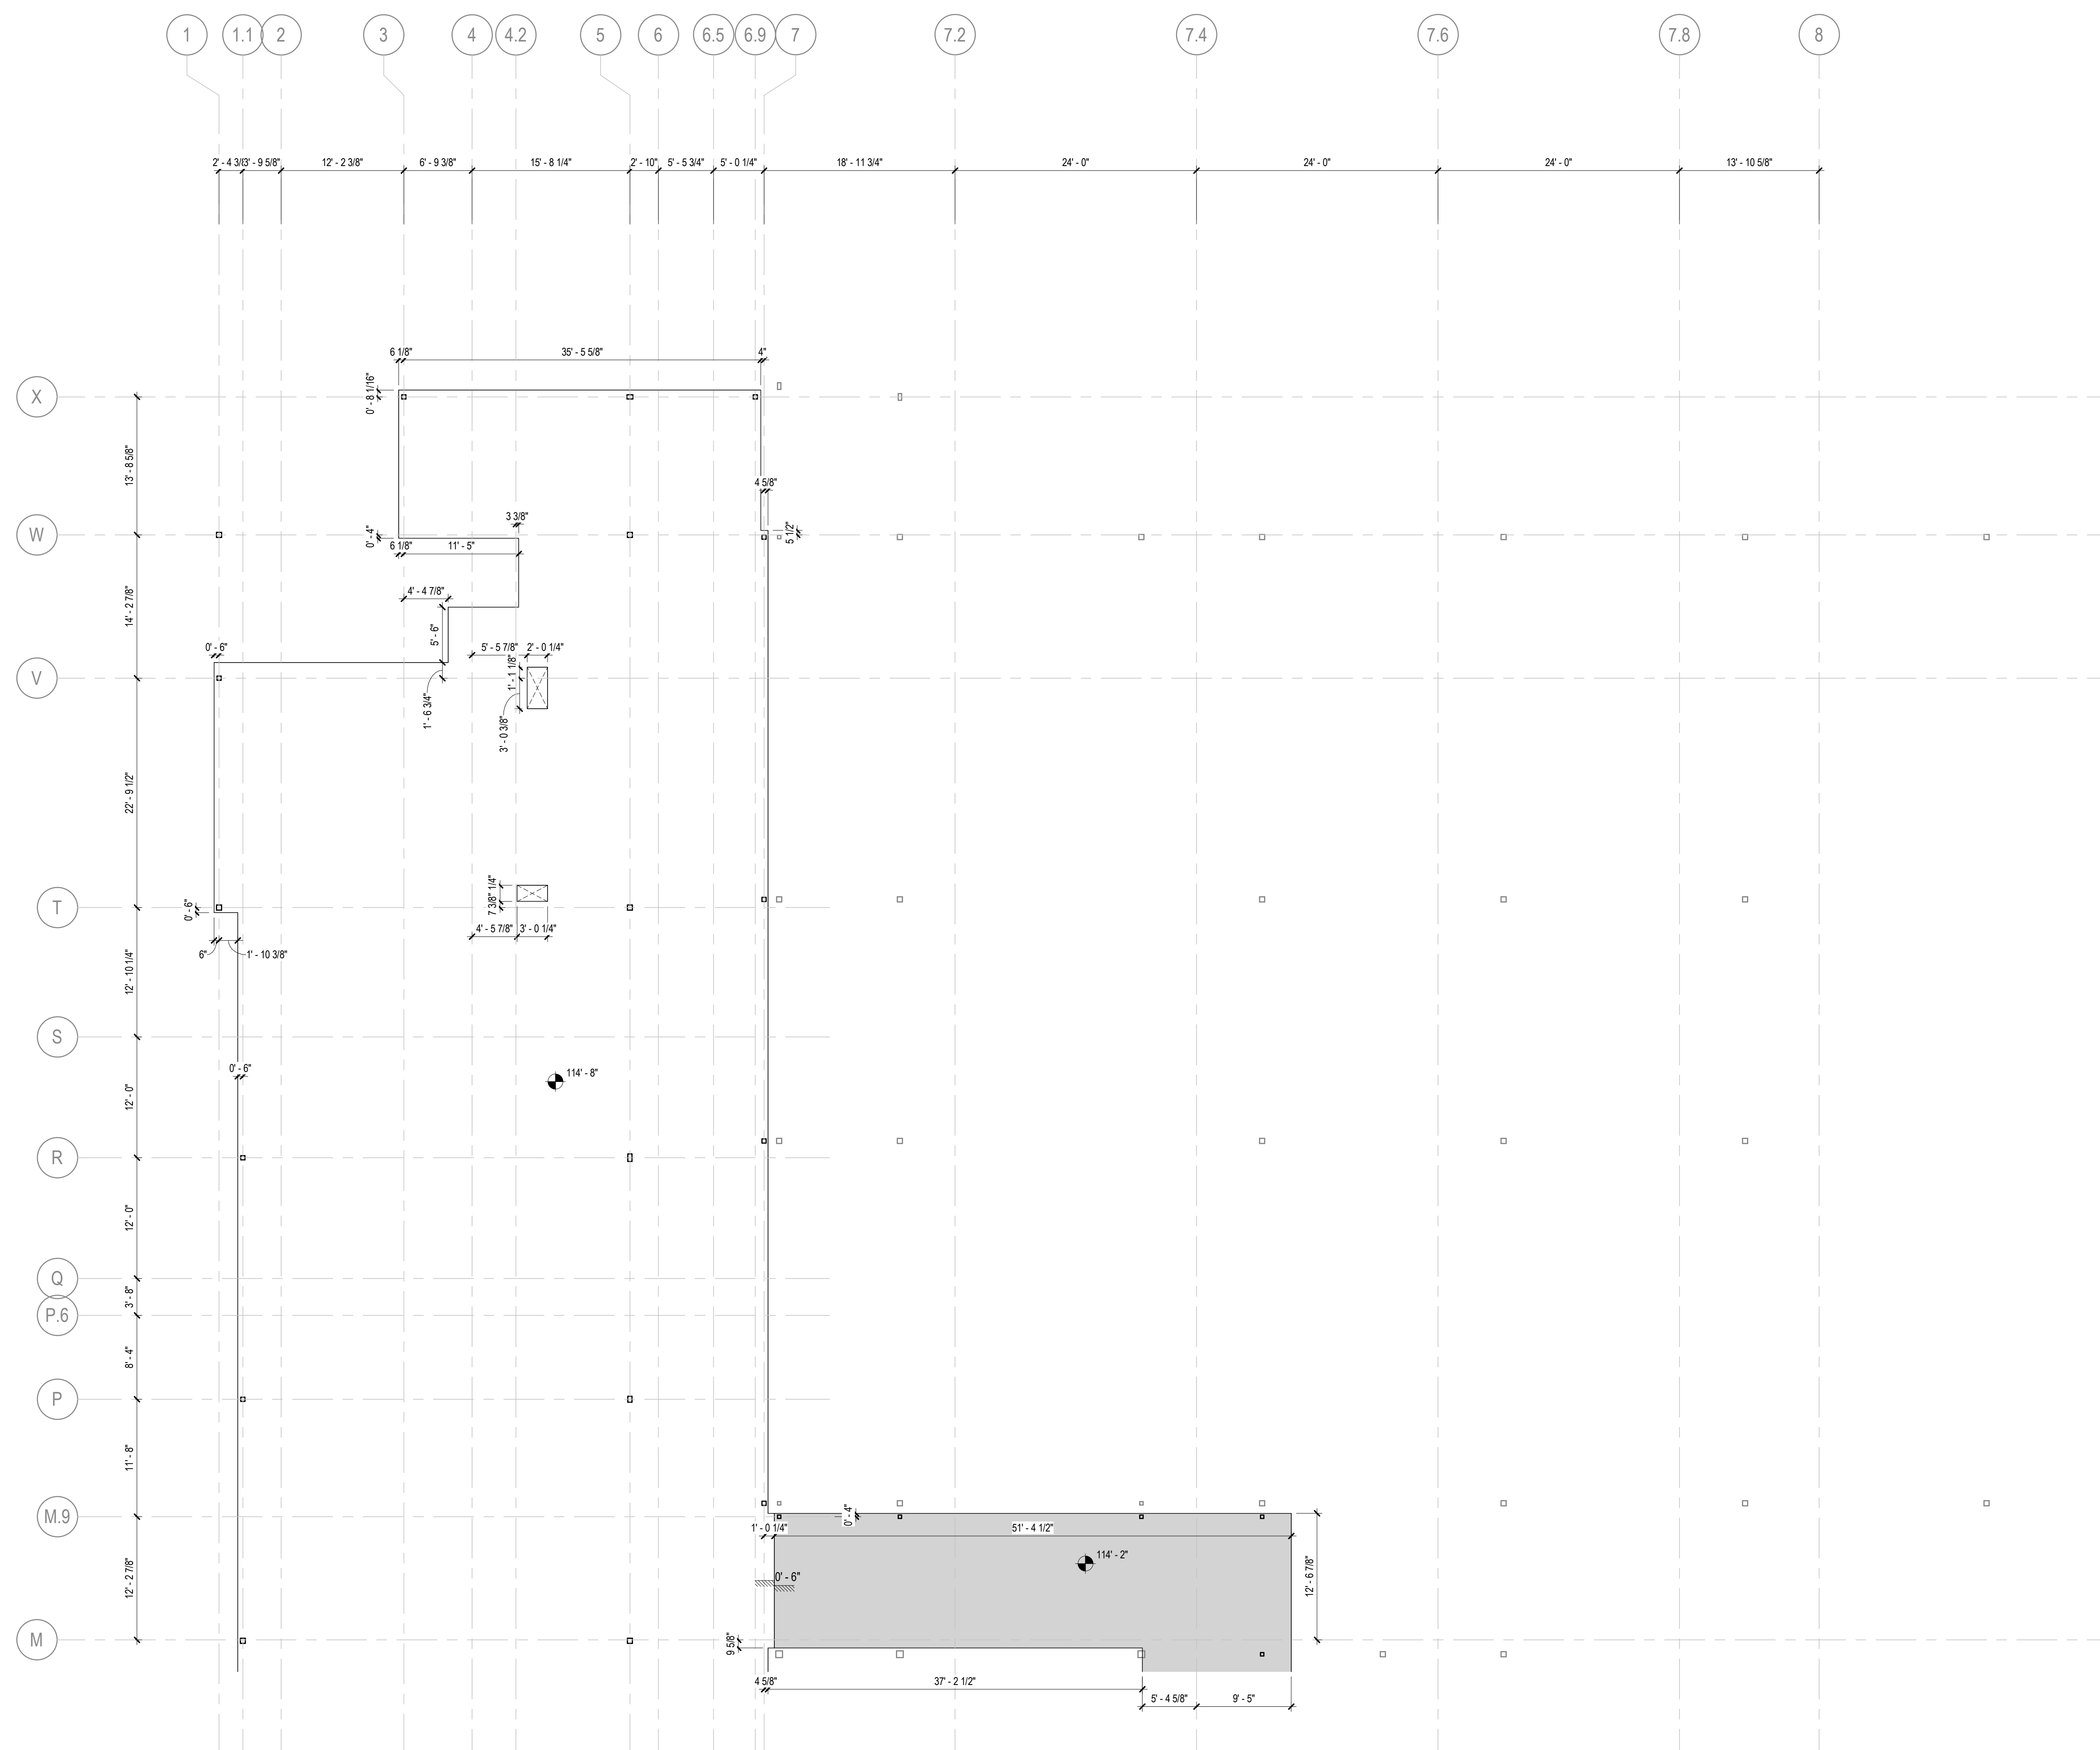 1 1.1 2 3 4 4.2 5 6 6.5 6.9 7 7.2 7.4 7.6 7.8 8
2' - 4 3/8" 3' - 9 5/8" 12' - 2 3/8" 6' - 9 3/8" 15' - 8 1/4" 2' - 10" 5' - 5 3/4" 5' - 0 1/4" 18' - 11 3/4" 24' - 0" 24' - 0" 24' - 0" 13' - 10 5/8"
6 1/8" 35' - 5 5/8" 4"
0' - 8 1/16"
X
13' - 8 5/8"
4 5/8"
3 3/8"
W
0' - 4"
5 1/2"
6 1/8" 11' - 5"
4' - 4 7/8"
14' - 2 7/8"
5' - 6"
0' - 6" 5' - 5 7/8" 2' - 0 1/4"
1' - 1 1/8"
V
1' - 6 3/4"
3' - 0 3/8"
22' - 9 1/2"
7 3/8" 1/4"
T
0' - 6"
4' - 5 7/8" 3' - 0 1/4"
6" 1' - 10 3/8"
12' - 10 1/4"
S
0' - 6"
114' - 8"
12' - 0"
R
12' - 0"
Q
3' - 8"
P.6
8' - 4"
P
11' - 8"
M.9
0' - 4"
1' - 0 1/4" 51' - 4 1/2"
114' - 2"
12' - 2 7/8"
0' - 6"
12' - 6 7/8"
M
9 5/8"
4 5/8" 37' - 2 1/2"
5' - 4 5/8" 9' - 5"